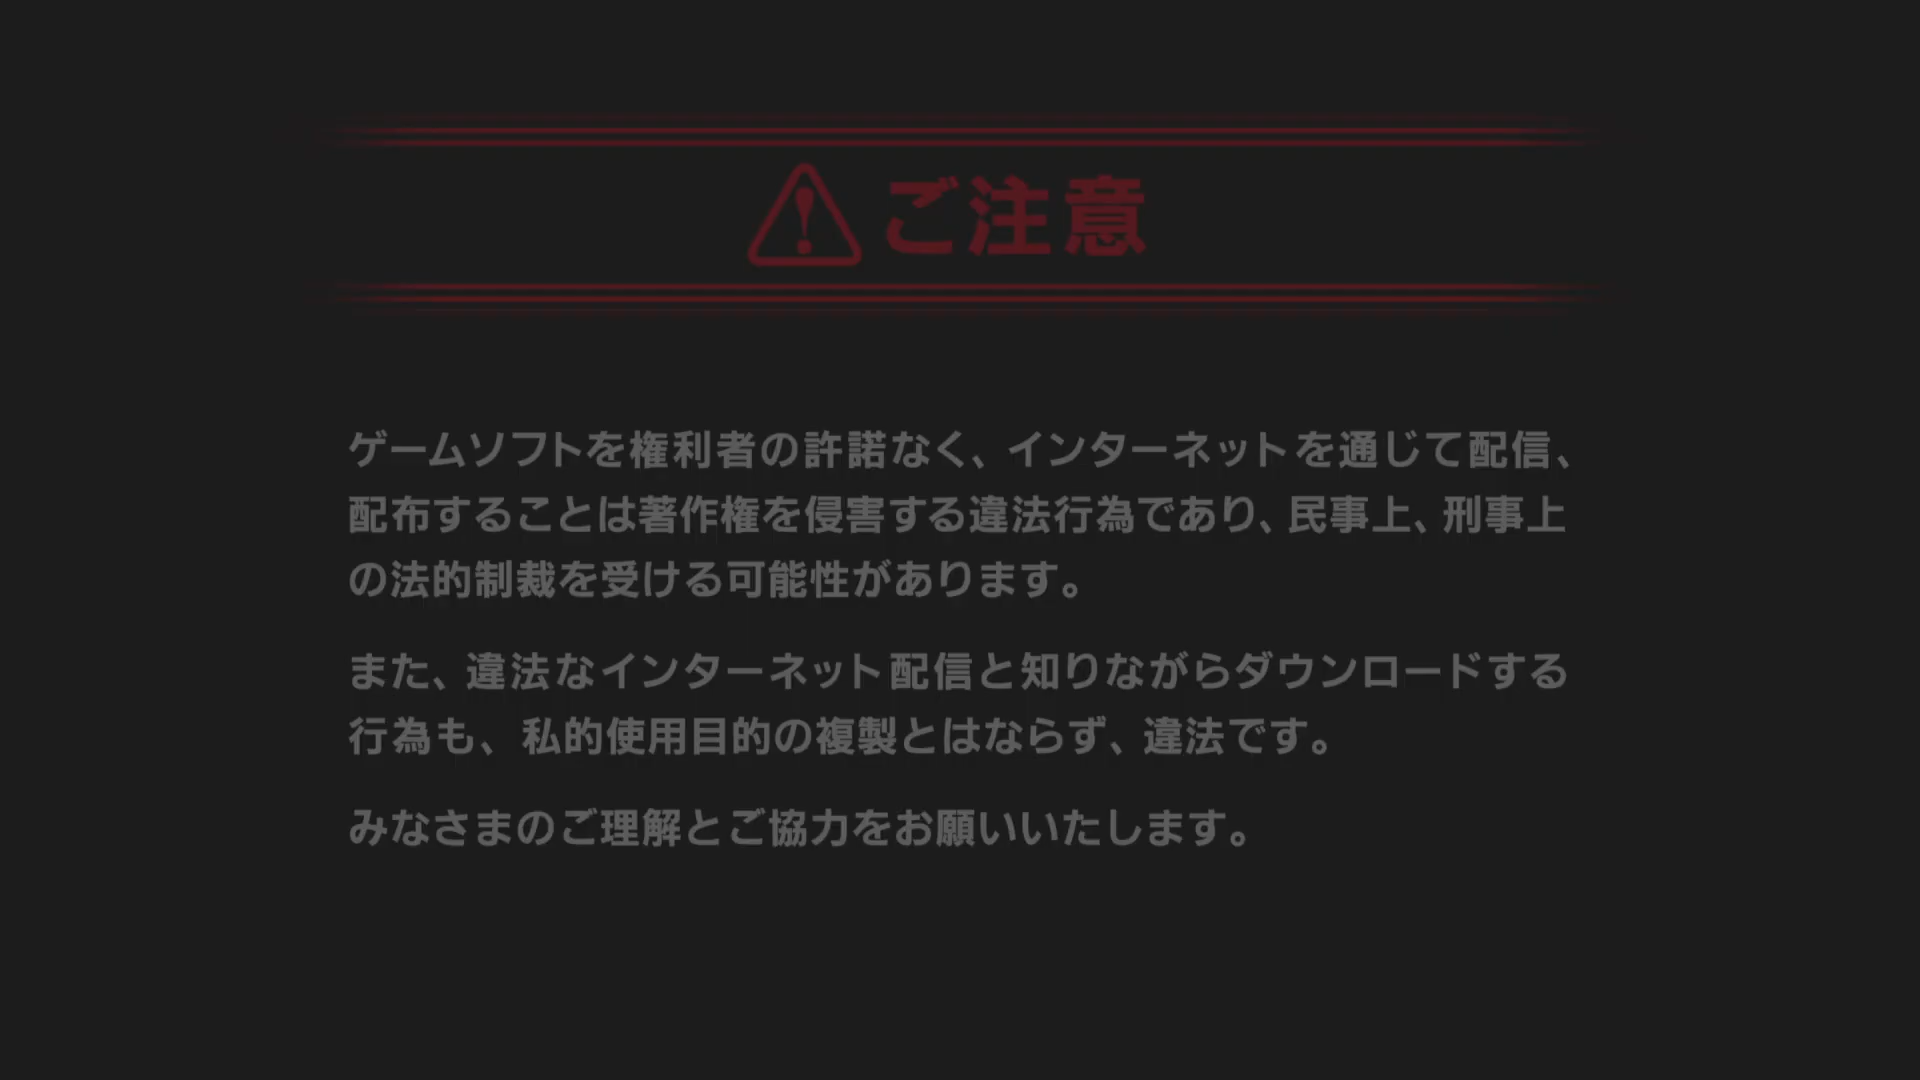 ご注意
ゲームソフトを権利者の許諾なく、インターネットを通じて配信、
配布することは著作権を侵害する違法行為であり、民事上、刑事上
の法的制裁を受ける可能性があります。
また、違法なインターネット配信と知りながらダウンロードする
行為も、私的使用目的の複製とはならず、違法です。
みなさまのご理解とご協力をお願いいたします。